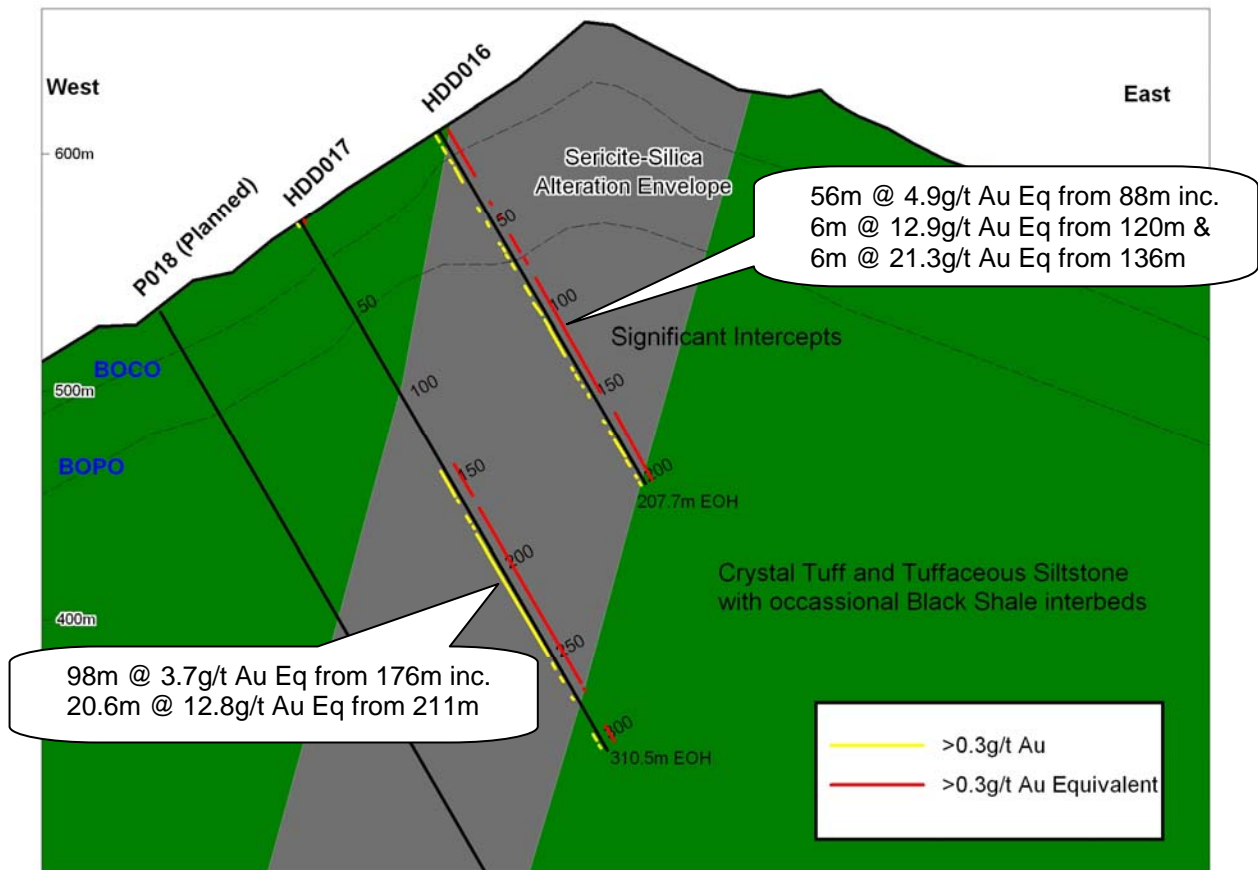 West
East
HDD016
HDD017
P018 (Planned)
600m
500m
400m
BOCO
BOPO
Sericite-Silica
Alteration Envelope
56m @ 4.9g/t Au Eq from 88m inc.
6m @ 12.9g/t Au Eq from 120m &
6m @ 21.3g/t Au Eq from 136m
Significant Intercepts
50
100
150
200
207.7m EOH
50
100
150
200
250
300
310.5m EOH
Crystal Tuff and Tuffaceous Siltstone
with occassional Black Shale interbeds
98m @ 3.7g/t Au Eq from 176m inc.
20.6m @ 12.8g/t Au Eq from 211m
>0.3g/t Au
>0.3g/t Au Equivalent